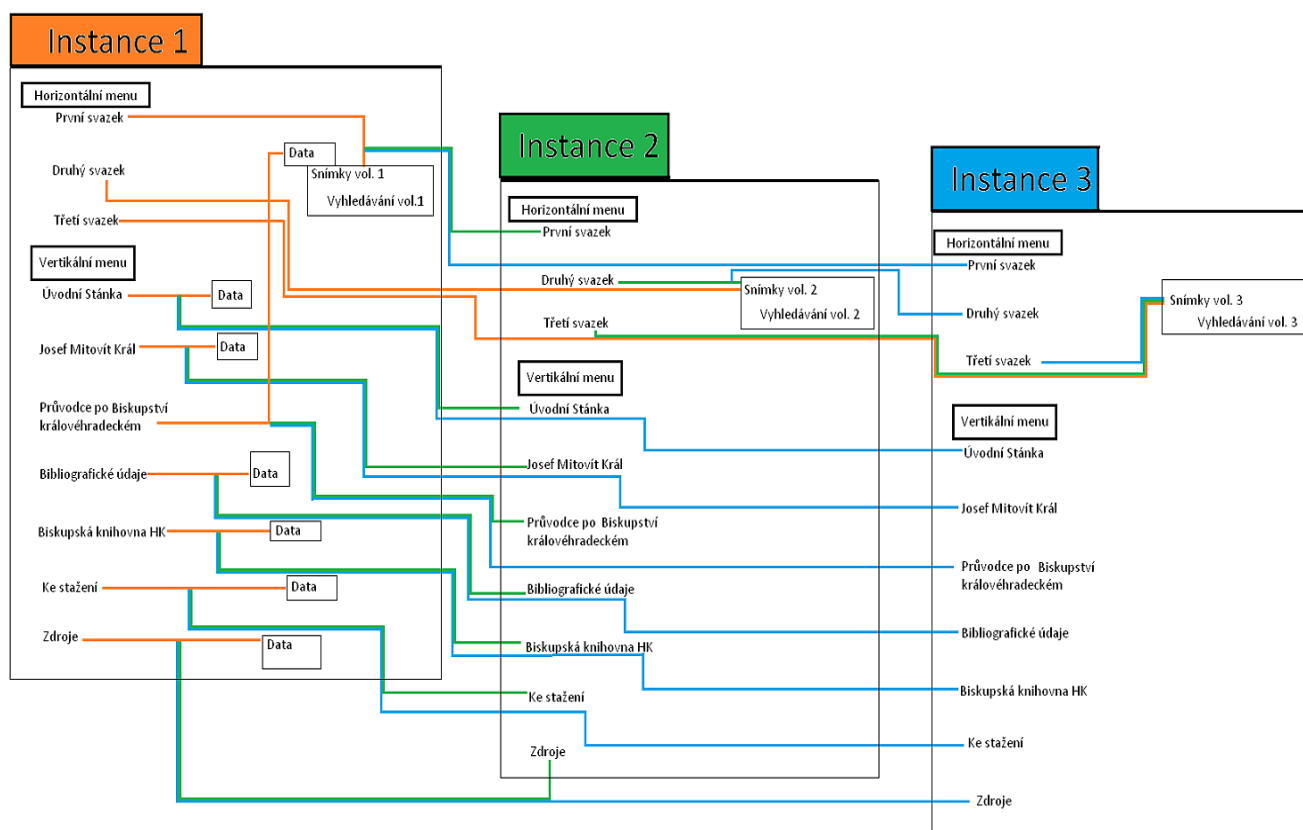 Instance 1
Horizontální menu
První svazek
Data
Druhý svazek
Snímky vol. 1
Vyhledávání vol.1
Třetí svazek
Vertikální menu
Úvodní Stánka
Data
Josef Mitovít Král
Data
Průvodce po Biskupství
královéhradeckém
Bibliografické údaje
Data
Biskupská knihovna HK
Data
Ke stažení
Data
Zdroje
Data
Instance 2
Horizontální menu
První svazek
Druhý svazek
Snímky vol. 2
Vyhledávání vol. 2
Třetí svazek
Vertikální menu
Úvodní Stánka
Josef Mitovít Král
Průvodce po Biskupství
královéhradeckém
Bibliografické údaje
Biskupská knihovna HK
Ke stažení
Zdroje
Instance 3
Horizontální menu
První svazek
Snímky vol. 3
Vyhledávání vol. 3
Druhý svazek
Třetí svazek
Vertikální menu
Úvodní Stánka
Josef Mitovít Král
Průvodce po Biskupství
královéhradeckém
Bibliografické údaje
Biskupská knihovna HK
Ke stažení
Zdroje